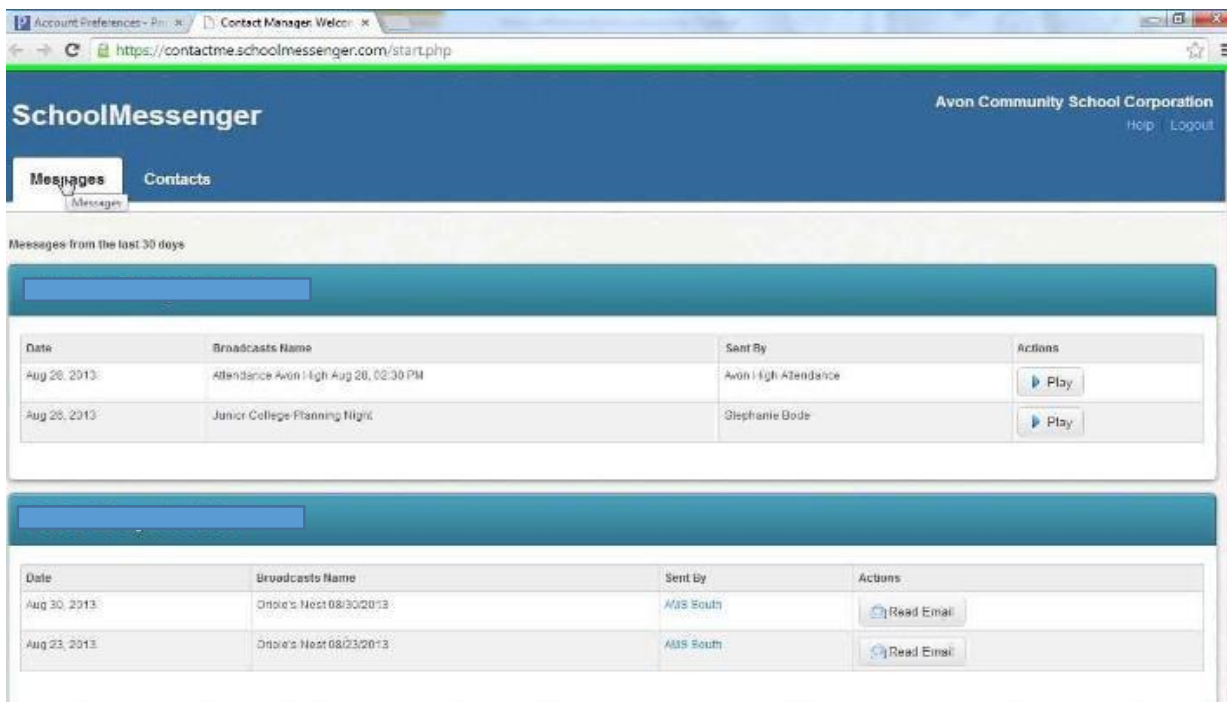 Account Preferences - Pr
Contact Manager: Welco
https://contactme.schoolmessenger.com/start.php
SchoolMessenger
Avon Community School Corporation
Help Logout
Messages Contacts
Messages
Messages from the last 30 days
Date Broadcasts Name Sent By Actions
Aug 28, 2013 Attendance Avon High Aug 28, 02:30 PM Avon High Attendance Play
Aug 28, 2013 Junior College Planning Night Stephanie Bode Play
Date Broadcasts Name Sent By Actions
Aug 30, 2013 Oriole's Nest 08/30/2013 AMS South Read Email
Aug 23, 2013 Oriole's Nest 08/23/2013 AMS South Read Email